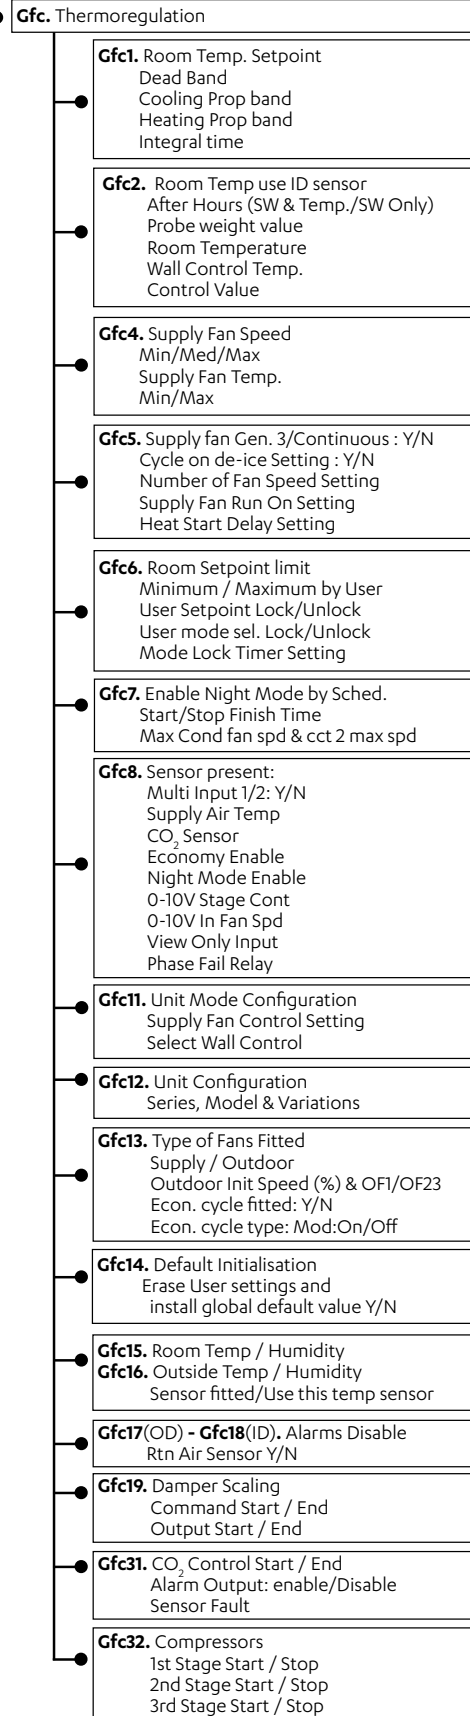 Gfc. Thermoregulation
Gfc1. Room Temp. Setpoint
Dead Band
Cooling Prop band
Heating Prop band
Integral time
Gfc2. Room Temp use ID sensor
After Hours (SW & Temp./SW Only)
Probe weight value
Room Temperature
Wall Control Temp.
Control Value
Gfc4. Supply Fan Speed
Min/Med/Max
Supply Fan Temp.
Min/Max
Gfc5. Supply fan Gen. 3/Continuous : Y/N
Cycle on de-ice Setting : Y/N
Number of Fan Speed Setting
Supply Fan Run On Setting
Heat Start Delay Setting
Gfc6. Room Setpoint limit
Minimum / Maximum by User
User Setpoint Lock/Unlock
User mode sel. Lock/Unlock
Mode Lock Timer Setting
Gfc7. Enable Night Mode by Sched.
Start/Stop Finish Time
Max Cond fan spd & cct 2 max spd
Gfc8. Sensor present:
Multi Input 1/2: Y/N
Supply Air Temp
CO2 Sensor
Economy Enable
Night Mode Enable
0-10V Stage Cont
0-10V In Fan Spd
View Only Input
Phase Fail Relay
Gfc11. Unit Mode Configuration
Supply Fan Control Setting
Select Wall Control
Gfc12. Unit Configuration
Series, Model & Variations
Gfc13. Type of Fans Fitted
Supply / Outdoor
Outdoor Init Speed (%) & OF1/OF23
Econ. cycle fitted: Y/N
Econ. cycle type: Mod:On/Off
Gfc14. Default Initialisation
Erase User settings and
install global default value Y/N
Gfc15. Room Temp / Humidity
Gfc16. Outside Temp / Humidity
Sensor fitted/Use this temp sensor
Gfc17(OD) - Gfc18(ID). Alarms Disable
Rtn Air Sensor Y/N
Gfc19. Damper Scaling
Command Start / End
Output Start / End
Gfc31. CO2 Control Start / End
Alarm Output: enable/Disable
Sensor Fault
Gfc32. Compressors
1st Stage Start / Stop
2nd Stage Start / Stop
3rd Stage Start / Stop